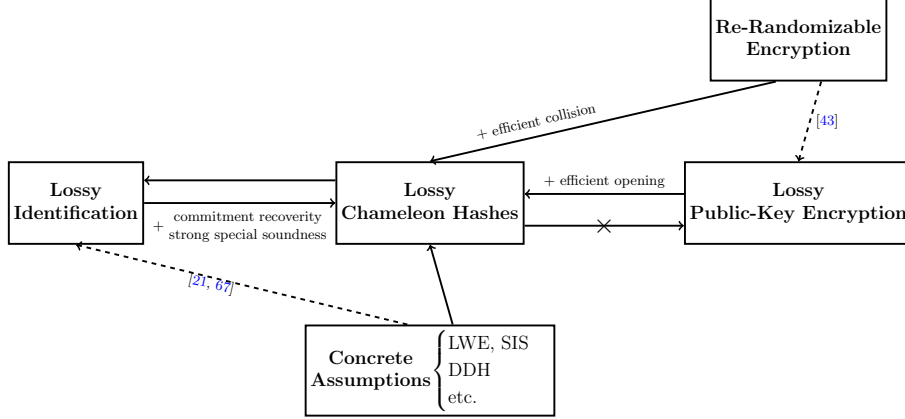 Re-Randomizable
Encryption
+ efficient collision
[43]
Lossy
Identification
+ commitment recoverity
strong special soundness
Lossy
Chameleon Hashes
+ efficient opening
Lossy
Public-Key Encryption
[21, 67]
Concrete
Assumptions
LWE, SIS
DDH
etc.